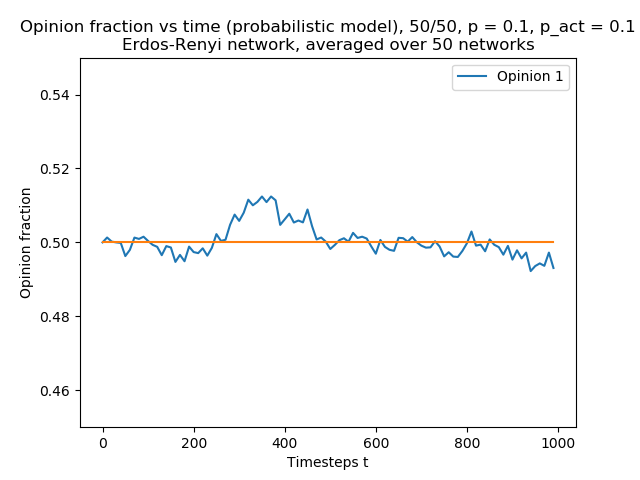 Opinion fraction vs time (probabilistic model), 50/50, p = 0.1, p_act = 0.1
Erdos-Renyi network, averaged over 50 networks
Opinion 1
0.54
0.52
0.50
0.48
0.46
Opinion fraction
0 200 400 600 800 1000
Timesteps t